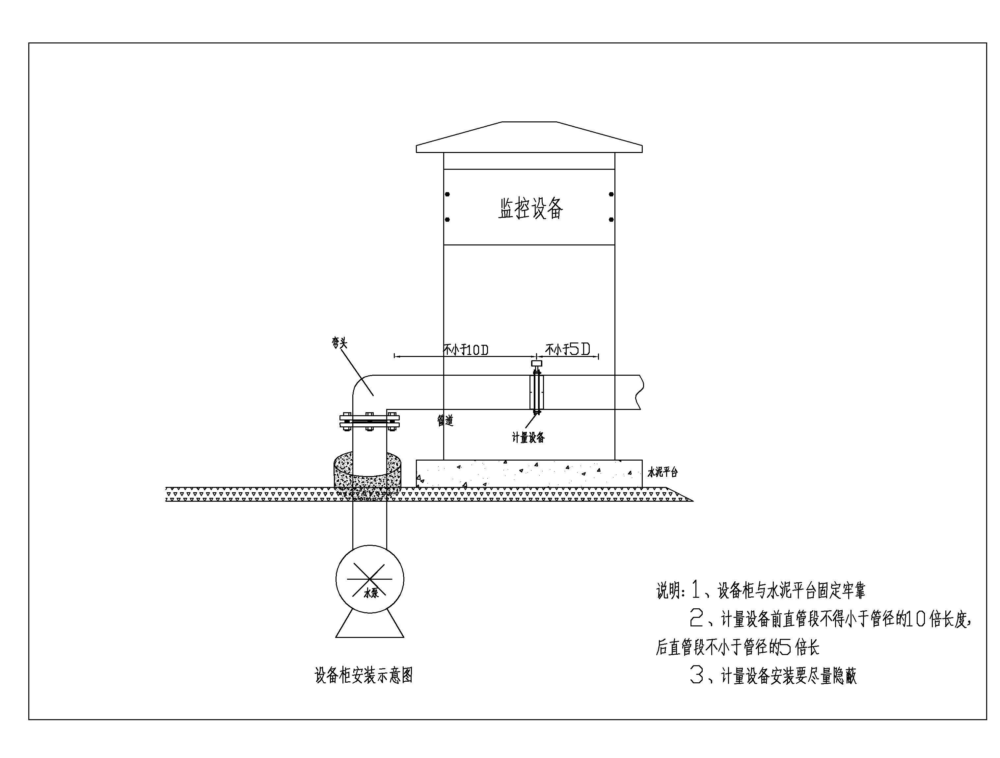 监控设备
弯头
不小于10D
不小于5D
管道
计量设备
水泥平台
水泵
说明：1、设备柜与水泥平台固定牢靠
2、计量设备前直管段不得小于管径的10倍长度，
后直管段不小于管径的5倍长
3、计量设备安装要尽量隐蔽
设备柜安装示意图